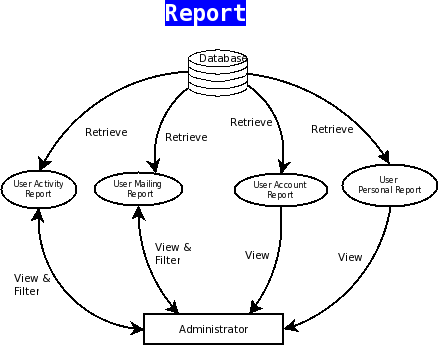 Report
Database
Retrieve
Retrieve
Retrieve
Retrieve
User Activity
Report
User Mailing
Report
User Account
Report
User
Personal Report
View &
Filter
View &
Filter
View
View
Administrator